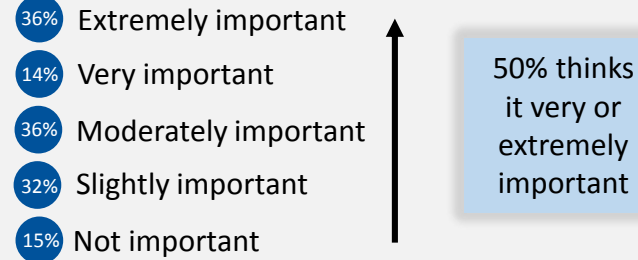 36% Extremely important
14% Very important
36% Moderately important
32% Slightly important
15% Not important
50% thinks
it very or
extremely
important